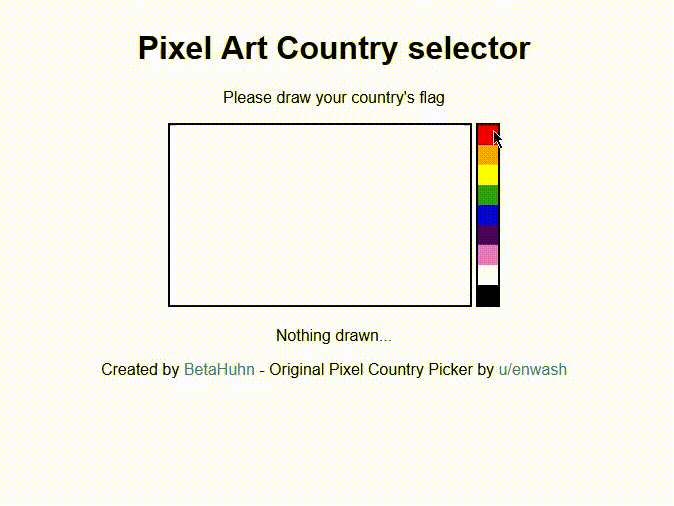 Pixel Art Country selector
Please draw your country's flag
Nothing drawn...
Created by BetaHuhn - Original Pixel Country Picker by u/enwash